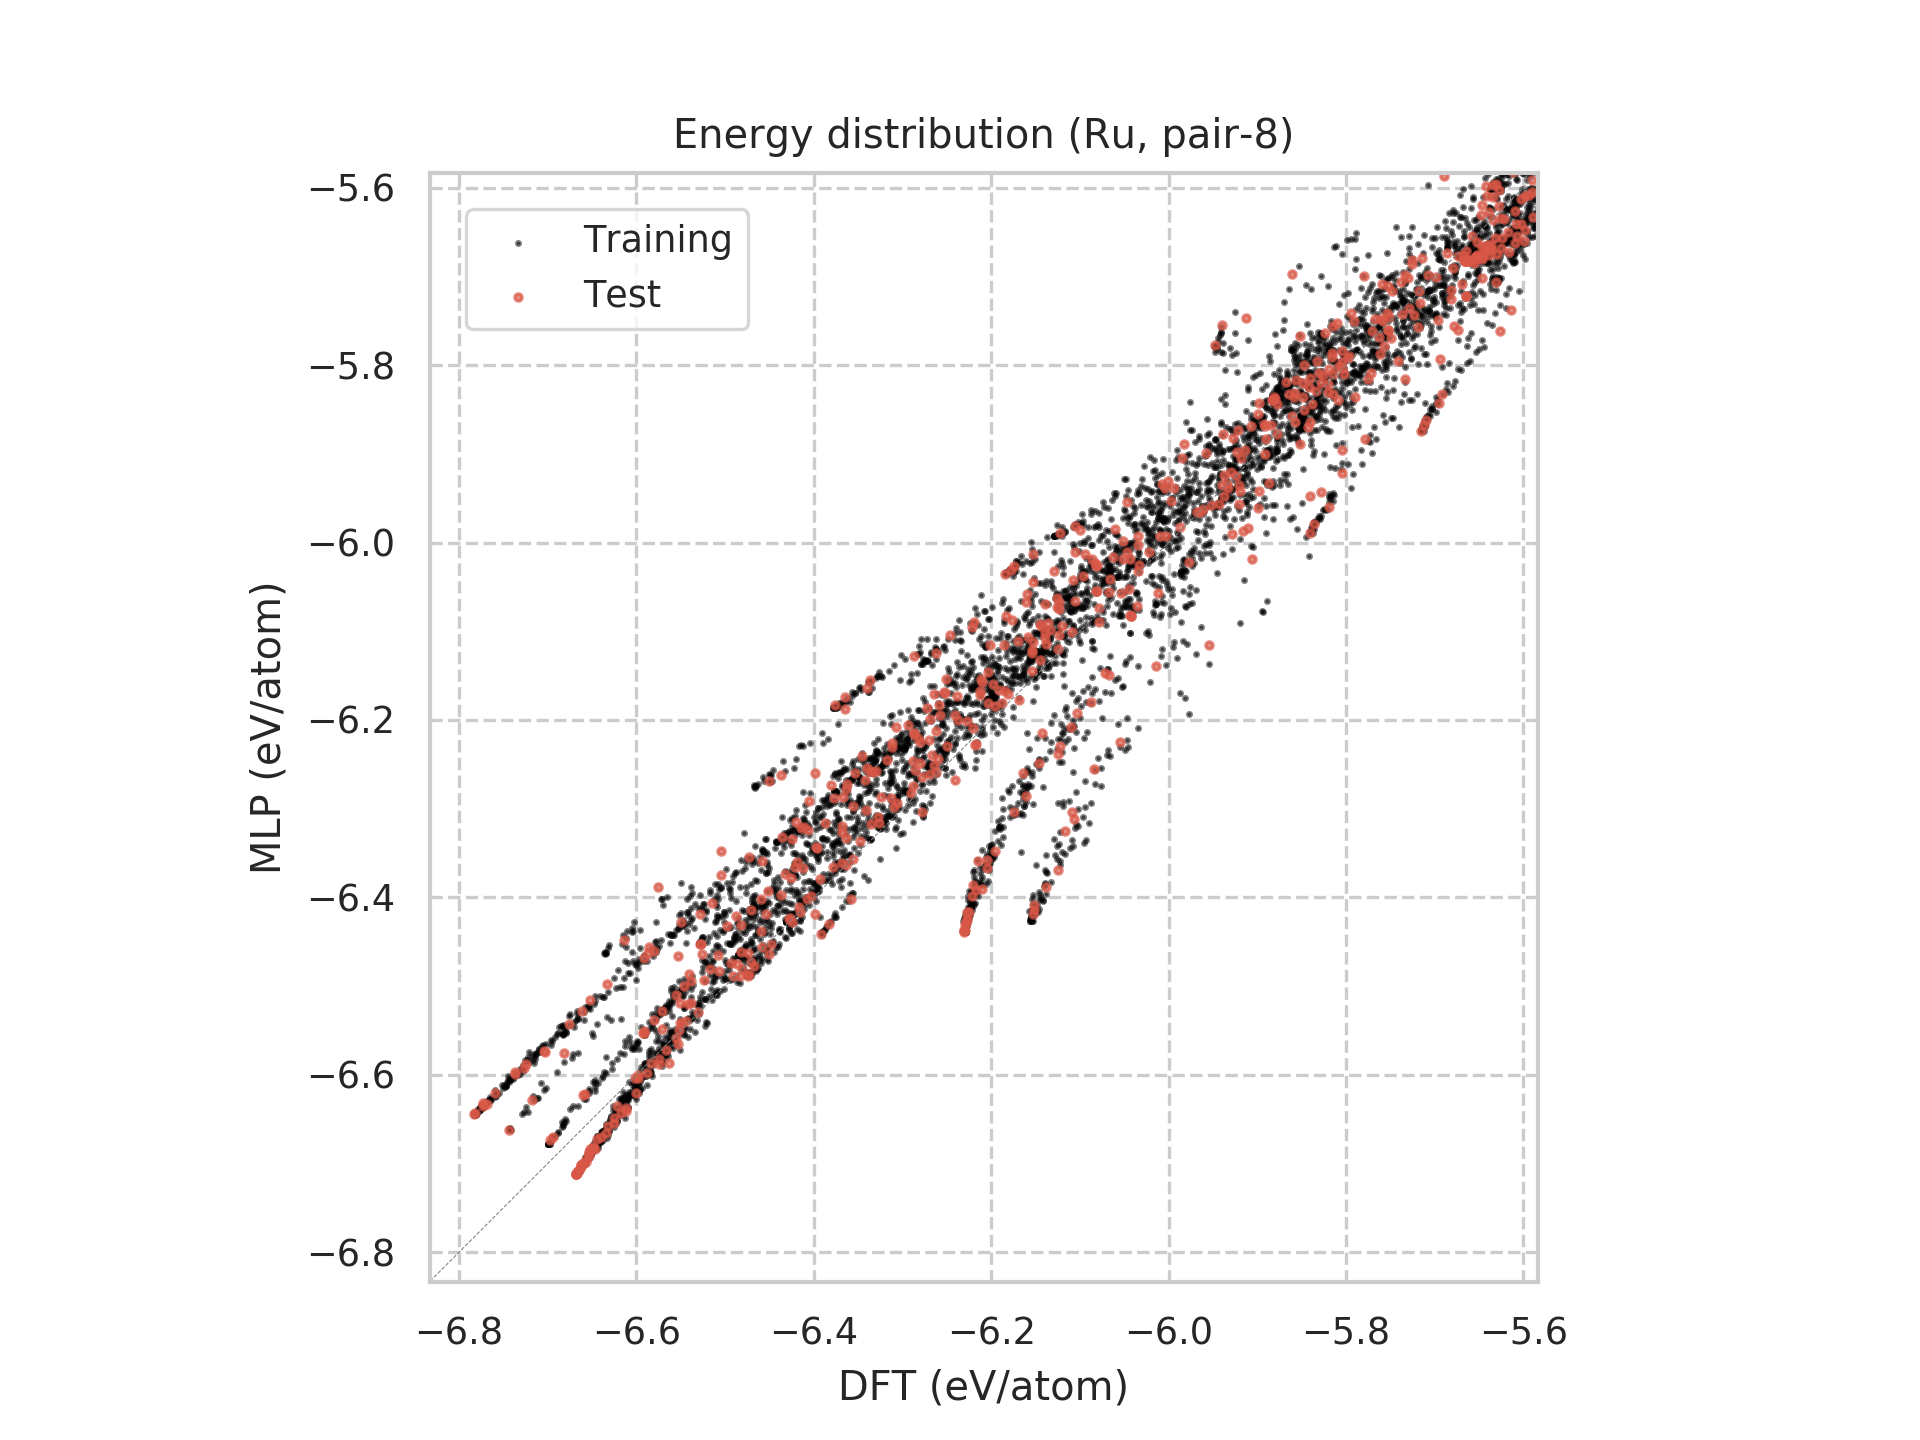 Energy distribution (Ru, pair-8)
Training
Test
MLP (eV/atom)
−5.6
−5.8
−6.0
−6.2
−6.4
−6.6
−6.8
−6.8 −6.6 −6.4 −6.2 −6.0 −5.8 −5.6
DFT (eV/atom)